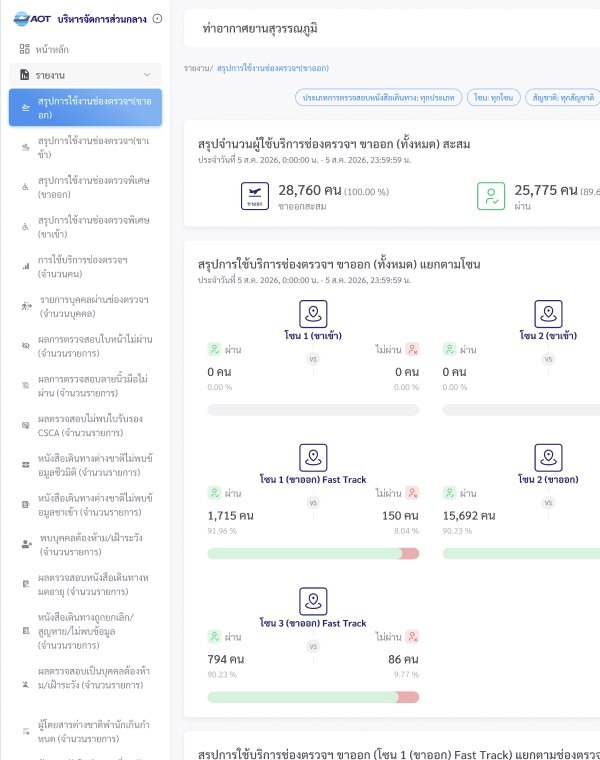 AOT บริหารจัดการส่วนกลาง
หน้าหลัก
รายงาน
สรุปการใช้งานช่องตรวจฯ(ขาอ
อก)
สรุปการใช้งานช่องตรวจฯ(ขาเ
ข้า)
สรุปการใช้งานช่องตรวจพิเศษ
(ขาออก)
สรุปการใช้งานช่องตรวจพิเศษ
(ขาเข้า)
การใช้บริการช่องตรวจฯ
(จำนวนคน)
รายการบุคคลผ่านช่องตรวจฯ
(จำนวนบุคคล)
ผลการตรวจสอบใบหน้าไม่ผ่าน
(จำนวนรายการ)
ผลการตรวจสอบลายนิ้วมือไม่
ผ่าน (จำนวนรายการ)
ผลตรวจสอบไม่พบใบรับรอง
CSCA (จำนวนรายการ)
หนังสือเดินทางต่างชาติไม่พบข้
อมูลชีวมิติ (จำนวนรายการ)
หนังสือเดินทางต่างชาติไม่พบข้
อมูลขาเข้า (จำนวนรายการ)
พบบุคคลต้องห้าม/เฝ้าระวัง
(จำนวนรายการ)
ผลตรวจสอบหนังสือเดินทางห
มดอายุ (จำนวนรายการ)
หนังสือเดินทางถูกยกเลิก/
สูญหาย/ไม่พบข้อมูล
(จำนวนรายการ)
ผลตรวจสอบเป็นบุคคลต้องห้า
ม/เฝ้าระวัง (จำนวนรายการ)
ผู้โดยสารต่างชาติพำนักเกินกำ
หนด (จำนวนรายการ)
ท่าอากาศยานสุวรรณภูมิ
รายงาน/ สรุปการใช้งานช่องตรวจฯ(ขาออก)
ประเภทการตรวจสอบหนังสือเดินทาง: ทุกประเภท โซน: ทุกโซน สัญชาติ: ทุกสัญชาติ
สรุปจำนวนผู้ใช้บริการช่องตรวจฯ ขาออก (ทั้งหมด) สะสม
ประจำวันที่ 5 ส.ค. 2026, 0:00:00 น. - 5 ส.ค. 2026, 23:59:59 น.
ขาออก
28,760 คน (100.00 %)
ขาออกสะสม
25,775 คน (89.6
ผ่าน
สรุปการใช้บริการช่องตรวจฯ ขาออก (ทั้งหมด) แยกตามโซน
ประจำวันที่ 5 ส.ค. 2026, 0:00:00 น. - 5 ส.ค. 2026, 23:59:59 น.
โซน 1 (ขาเข้า)
ผ่าน VS ไม่ผ่าน
0 คน 0 คน
0.00 % 0.00 %
โซน 2 (ขาเข้า)
ผ่าน VS
0 คน
0.00 %
โซน 1 (ขาออก) Fast Track
ผ่าน VS ไม่ผ่าน
1,715 คน 150 คน
91.96 % 8.04 %
โซน 2 (ขาออก)
ผ่าน VS
15,692 คน
90.23 %
โซน 3 (ขาออก) Fast Track
ผ่าน VS ไม่ผ่าน
794 คน 86 คน
90.23 % 9.77 %
สรุปการใช้บริการช่องตรวจฯ ขาออก (โซน 1 (ขาออก) Fast Track) แยกตามช่องตรวจ